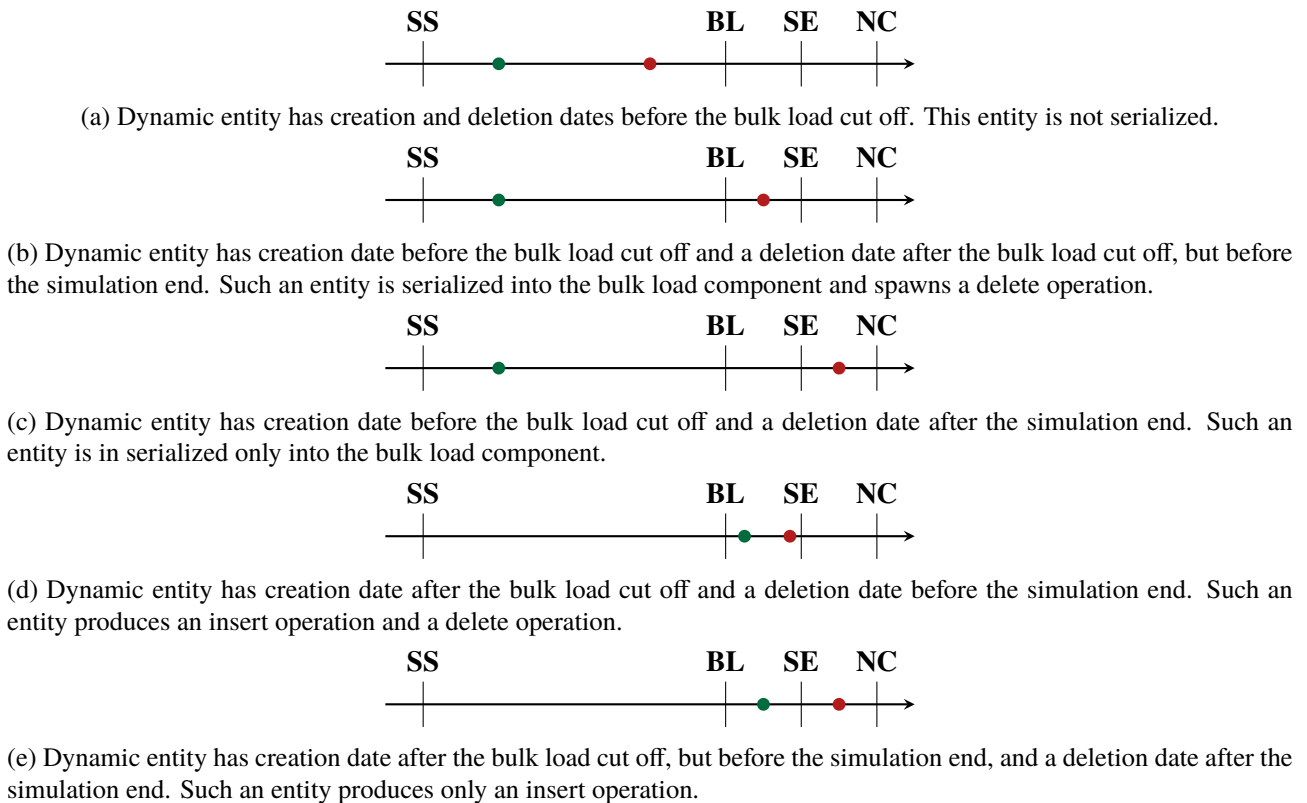 SS BL SE NC
(a) Dynamic entity has creation and deletion dates before the bulk load cut off. This entity is not serialized.
SS BL SE NC
(b) Dynamic entity has creation date before the bulk load cut off and a deletion date after the bulk load cut off, but before
the simulation end. Such an entity is serialized into the bulk load component and spawns a delete operation.
SS BL SE NC
(c) Dynamic entity has creation date before the bulk load cut off and a deletion date after the simulation end. Such an
entity is in serialized only into the bulk load component.
SS BL SE NC
(d) Dynamic entity has creation date after the bulk load cut off and a deletion date before the simulation end. Such an
entity produces an insert operation and a delete operation.
SS BL SE NC
(e) Dynamic entity has creation date after the bulk load cut off, but before the simulation end, and a deletion date after the
simulation end. Such an entity produces only an insert operation.